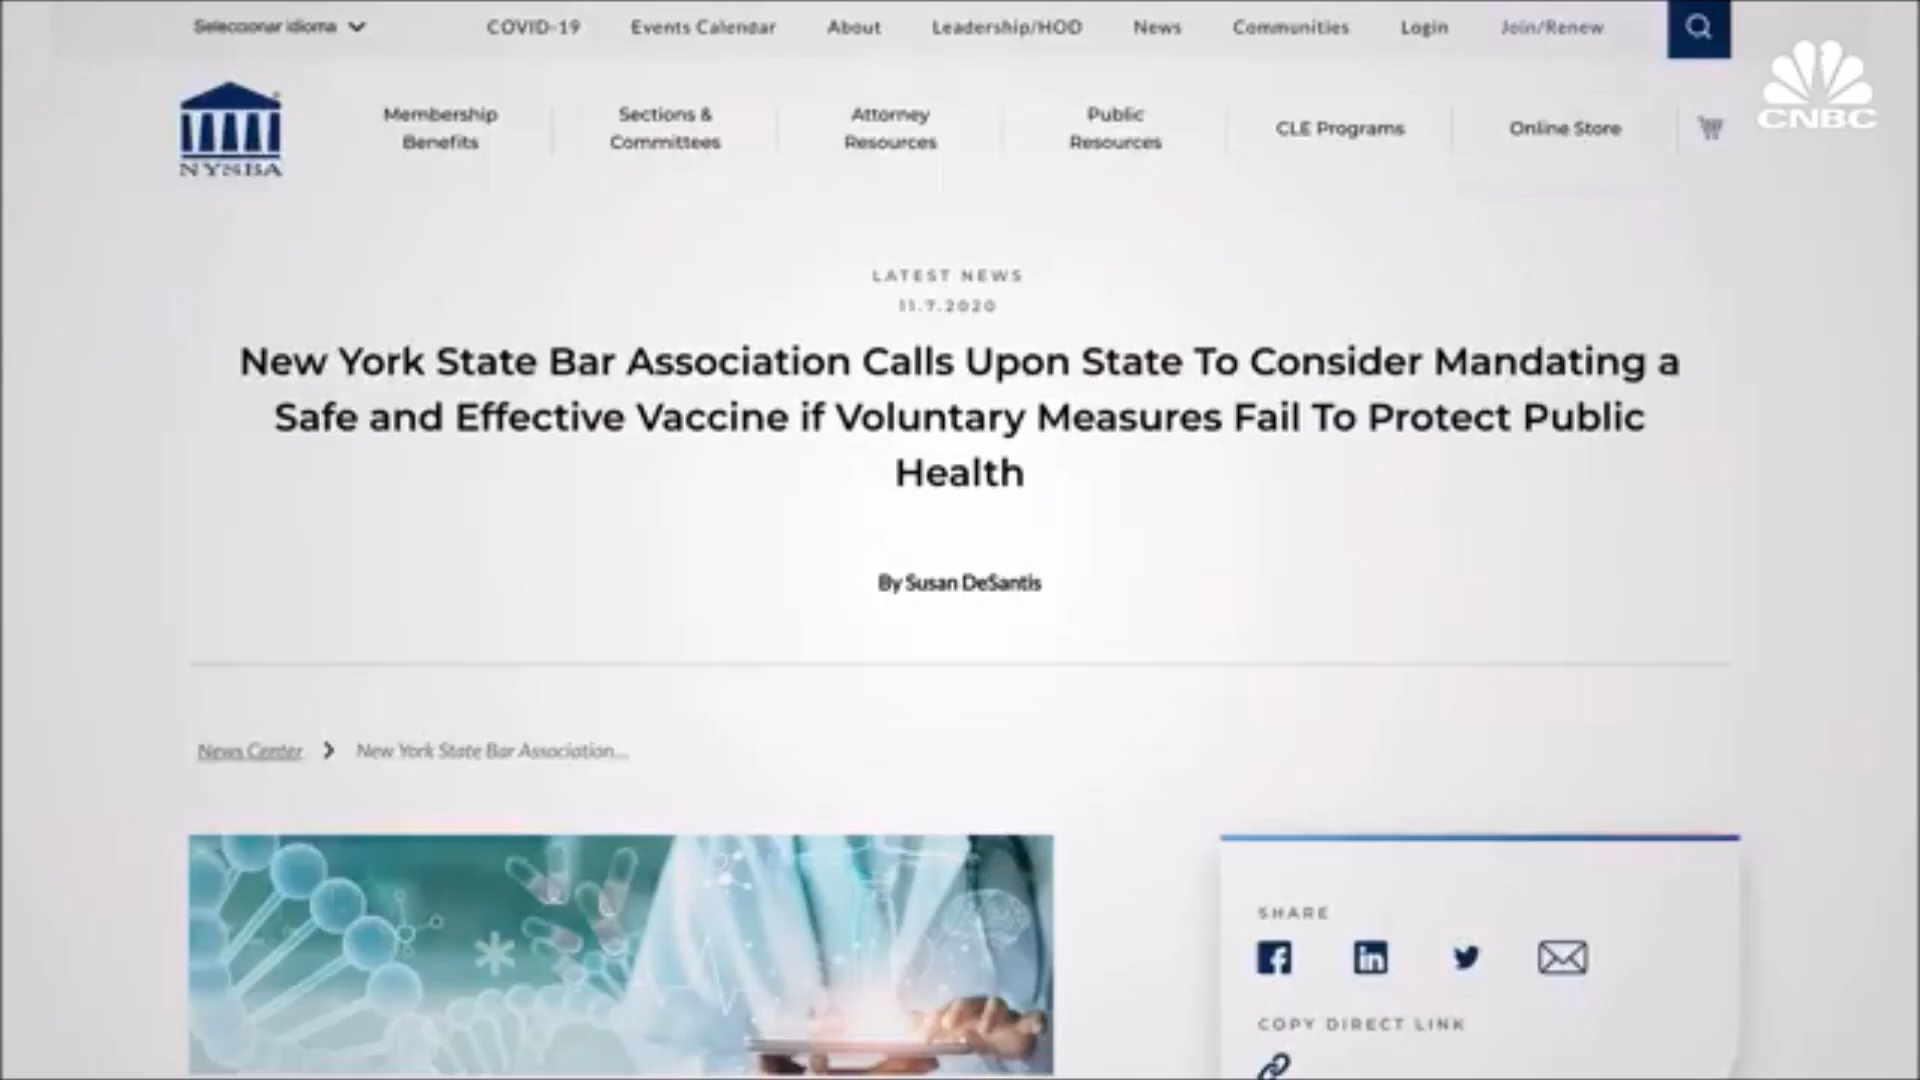 Seleccionar idioma
COVID-19 Events Calendar About Leadership/HOD News Communities Login Join/Renew
CNBC
NYSBA
Membership Benefits
Sections & Committees
Attorney Resources
Public Resources
CLE Programs
Online Store
LATEST NEWS
11.7.2020
New York State Bar Association Calls Upon State To Consider Mandating a
Safe and Effective Vaccine if Voluntary Measures Fail To Protect Public
Health
By Susan DeSantis
News Center New York State Bar Association...
SHARE
COPY DIRECT LINK